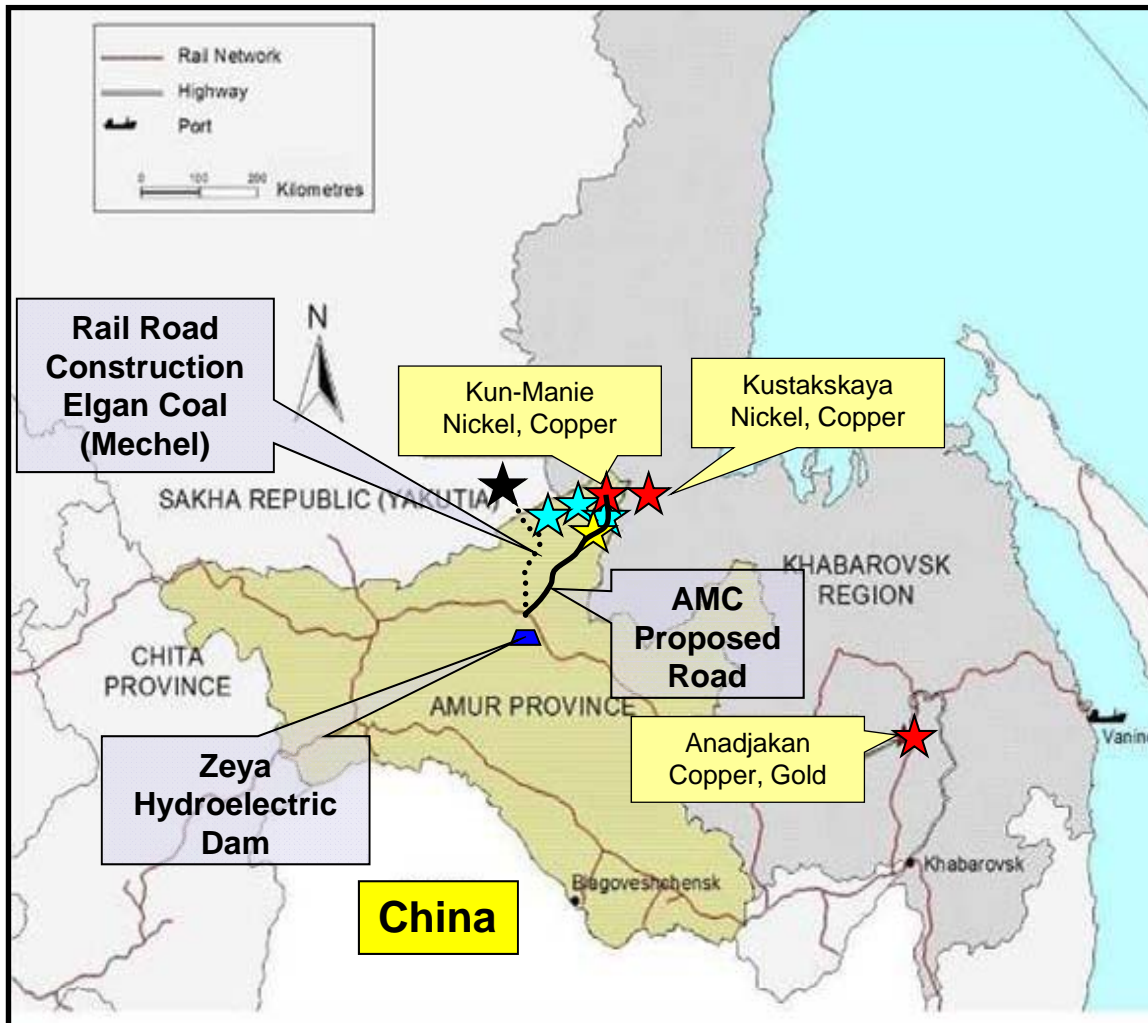 Rail Network
Highway
Port
0 100 200
Kilometres
Rail Road
Construction
Elgan Coal
(Mechel)
N
Kun-Manie
Nickel, Copper
Kustakskaya
Nickel, Copper
SAKHA REPUBLIC (YAKUTIA)
KHABAROVSK
REGION
AMC
Proposed
Road
CHITA
PROVINCE
AMUR PROVINCE
Zeya
Hydroelectric
Dam
Anadjakan
Copper, Gold
Vanino
Khabarovsk
Blagoveshchensk
China